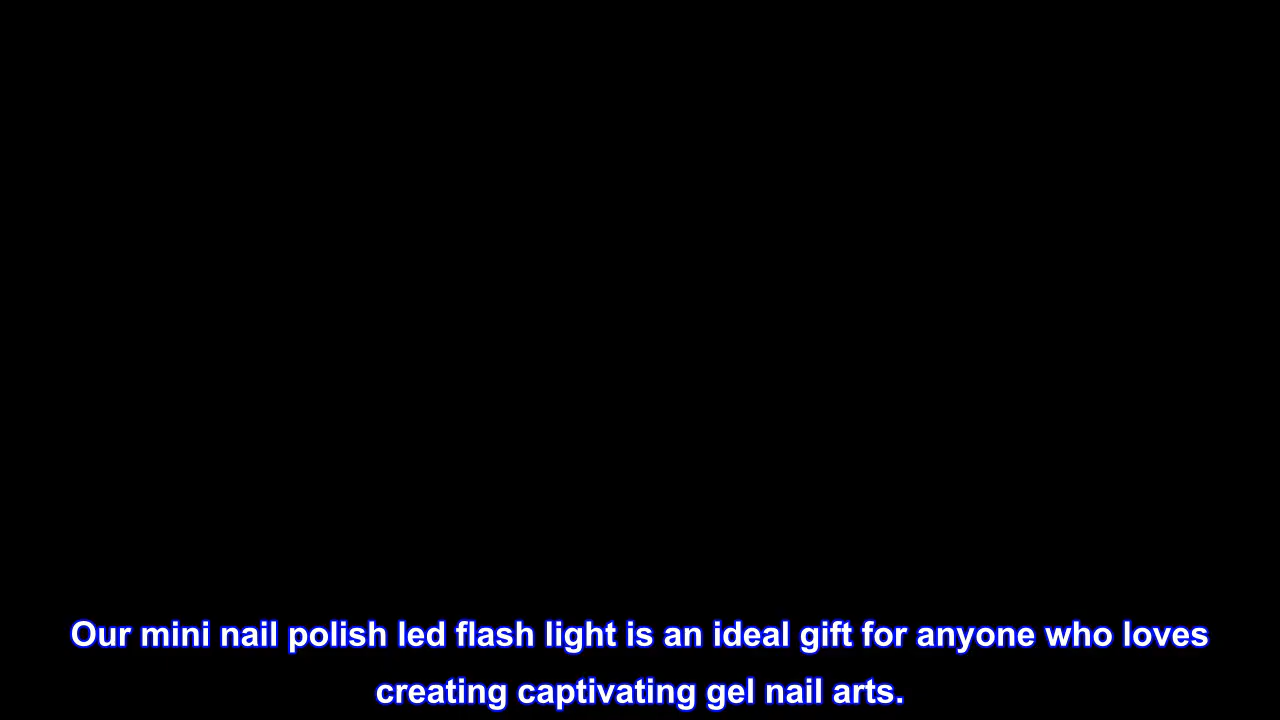 Our mini nail polish led flash light is an ideal gift for anyone who loves
creating captivating gel nail arts.